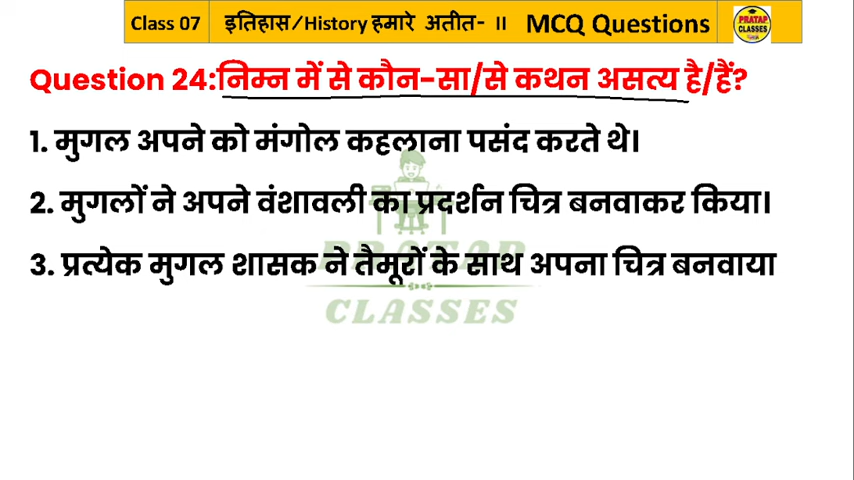 Class 07 इतिहास/History हमारे अतीत- II MCQ Questions PRATAP CLASSES
Question 24:निम्न में से कौन-सा/से कथन असत्य है/हैं?
1. मुगल अपने को मंगोल कहलाना पसंद करते थे।
2. मुगलों ने अपने वंशावली का प्रदर्शन चित्र बनवाकर किया।
3. प्रत्येक मुगल शासक ने तैमूरों के साथ अपना चित्र बनवाया
PRATAP
CLASSES